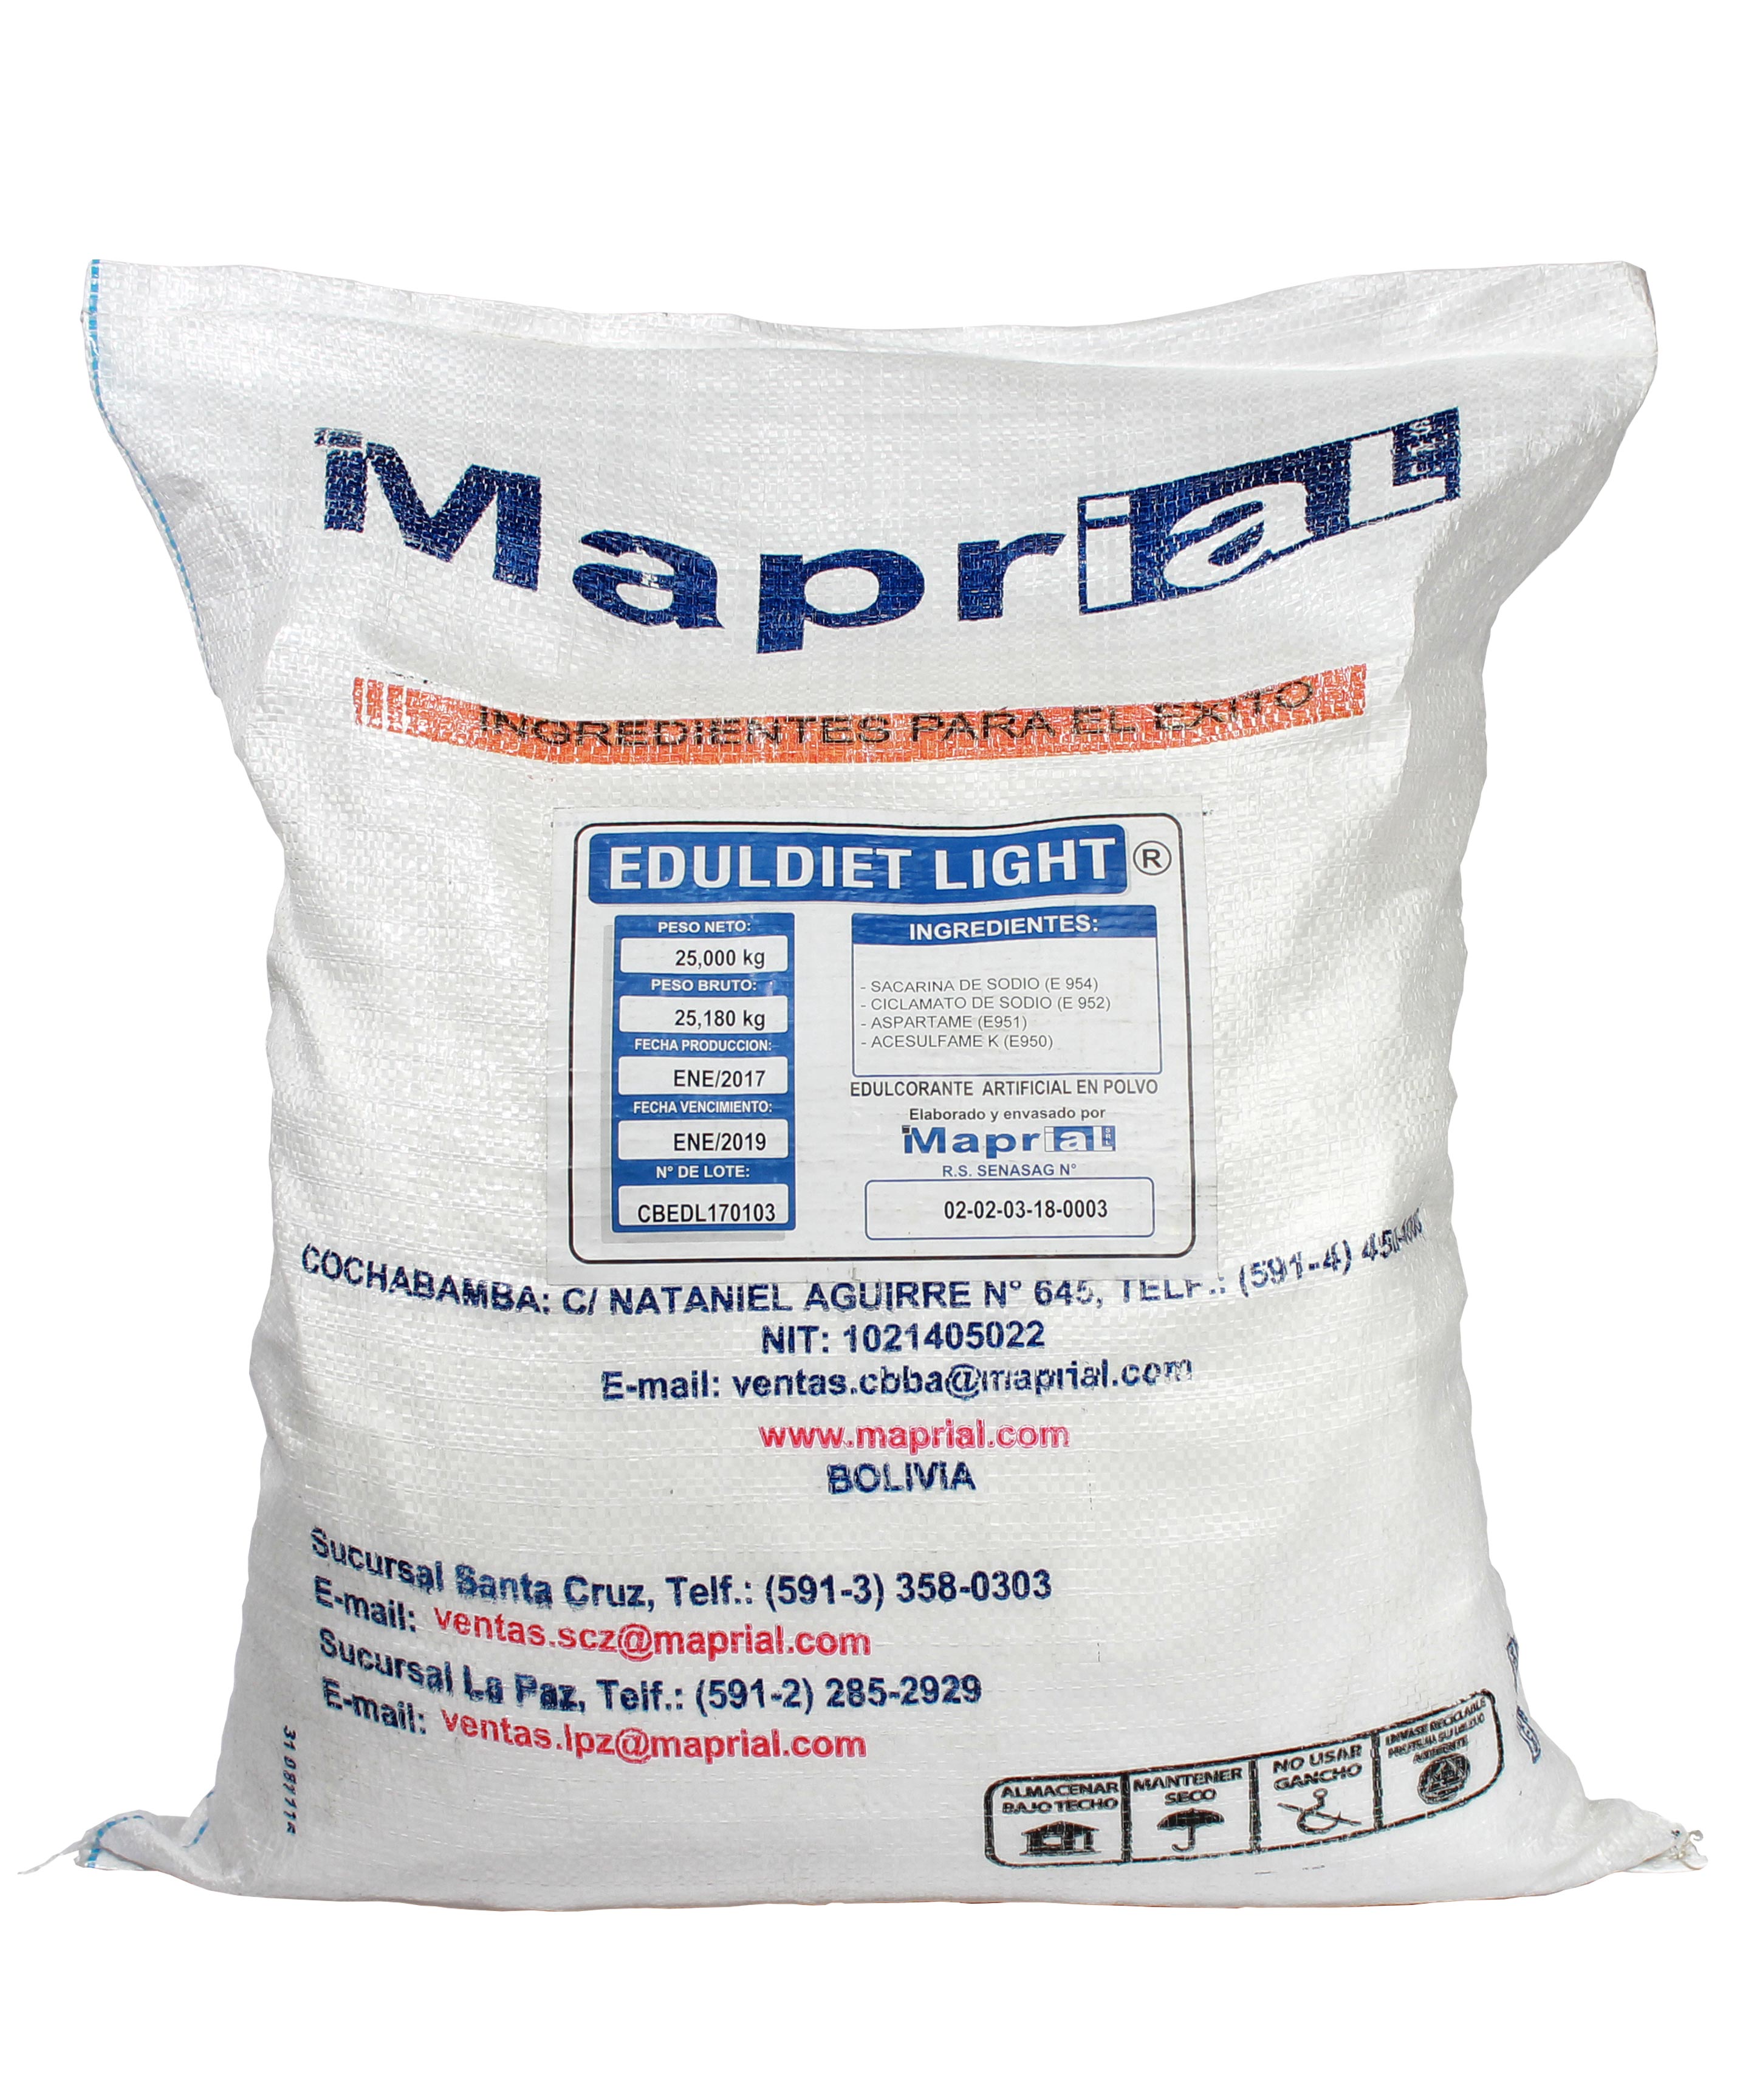 Maprial SRL
INGREDIENTES PARA EL EXITO
EDULDIET LIGHT ®
PESO NETO:
25,000 kg
PESO BRUTO:
25,180 kg
FECHA PRODUCCION:
ENE/2017
FECHA VENCIMIENTO:
ENE/2019
N° DE LOTE:
CBEDL170103
INGREDIENTES:
- SACARINA DE SODIO (E 954)
- CICLAMATO DE SODIO (E 952)
- ASPARTAME (E951)
- ACESULFAME K (E950)
EDULCORANTE ARTIFICIAL EN POLVO
Elaborado y envasado por
Maprial SRL
R.S. SENASAG N°
02-02-03-18-0003
COCHABAMBA: C/ NATANIEL AGUIRRE N° 645, TELF.: (591-4)
NIT: 1021405022
E-mail: ventas.cbba@maprial.com
www.maprial.com
BOLIVIA
Sucursal Santa Cruz, Telf.: (591-3) 358-0303
E-mail: ventas.scz@maprial.com
Sucursal La Paz, Telf.: (591-2) 285-2929
E-mail: ventas.lpz@maprial.com
ALMACENAR
BAJO TECHO
MANTENER
SECO
NO USAR
GANCHO
ENVASE RECICLABLE